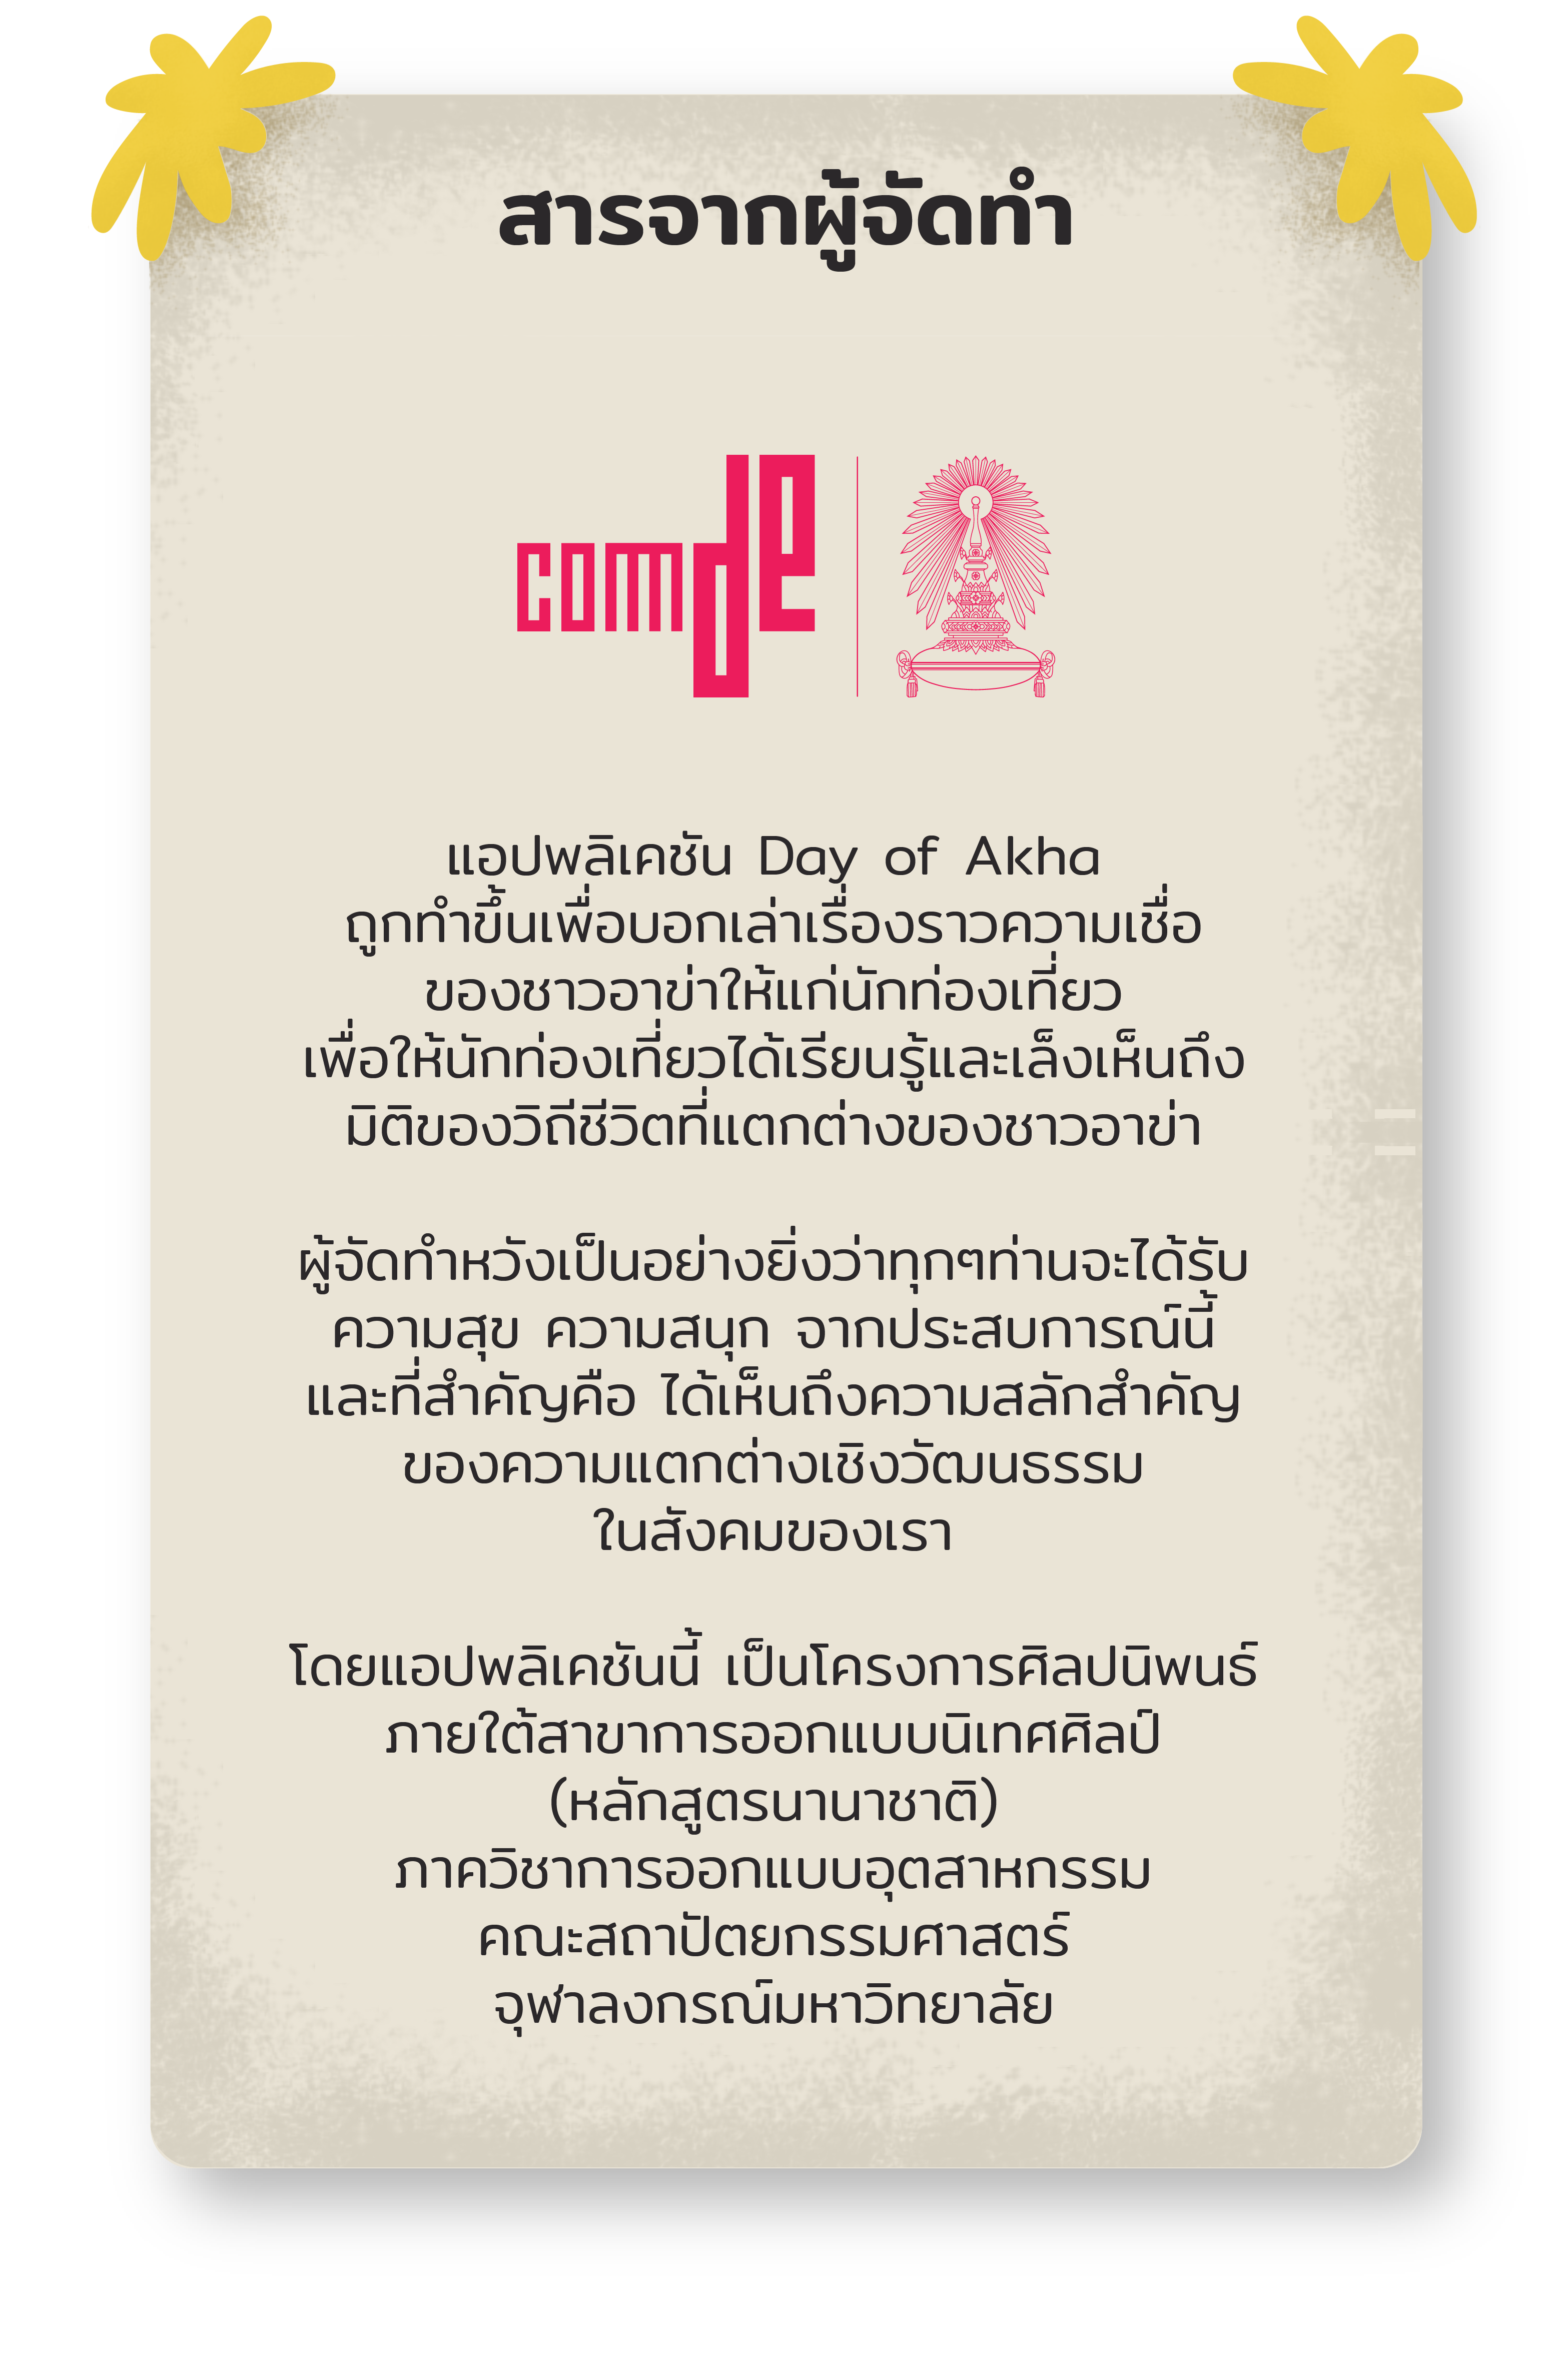 สารจากผู้จัดทำ
comde
แอปพลิเคชัน Day of Akha
ถูกทำขึ้นเพื่อบอกเล่าเรื่องราวความเชื่อ
ของชาวอาข่าให้แก่นักท่องเที่ยว
เพื่อให้นักท่องเที่ยวได้เรียนรู้และเล็งเห็นถึง
มิติของวิถีชีวิตที่แตกต่างของชาวอาข่า
ผู้จัดทำหวังเป็นอย่างยิ่งว่าทุกๆท่านจะได้รับ
ความสุข ความสนุก จากประสบการณ์นี้
และที่สำคัญคือ ได้เห็นถึงความสลักสำคัญ
ของความแตกต่างเชิงวัฒนธรรม
ในสังคมของเรา
โดยแอปพลิเคชันนี้ เป็นโครงการศิลปนิพนธ์
ภายใต้สาขาการออกแบบนิเทศศิลป์
(หลักสูตรนานาชาติ)
ภาควิชาการออกแบบอุตสาหกรรม
คณะสถาปัตยกรรมศาสตร์
จุฬาลงกรณ์มหาวิทยาลัย